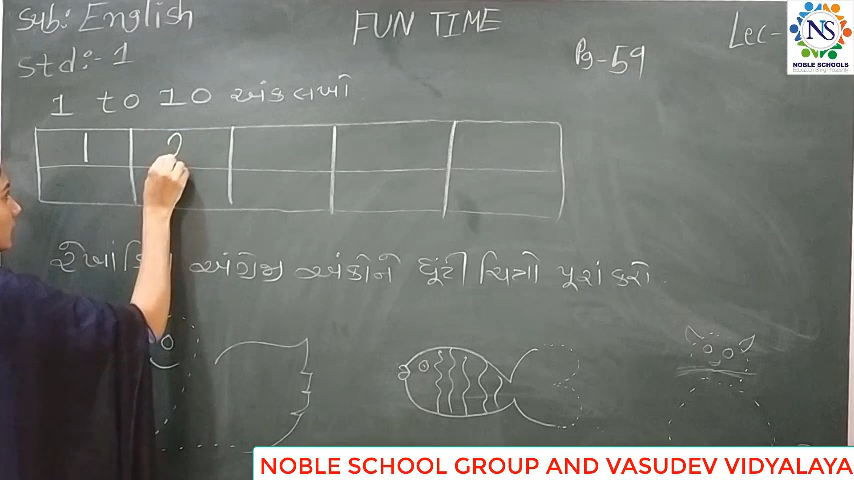 Sub: English
FUN TIME
Lec-
NS
NOBLE SCHOOLS
Std:- 1
Pg-59
1 to 10 અંક લખો
1 2
અંગ્રેજી અંકોને ઘૂંટી ચિત્રો પૂરાં કરો.
NOBLE SCHOOL GROUP AND VASUDEV VIDYALAYA